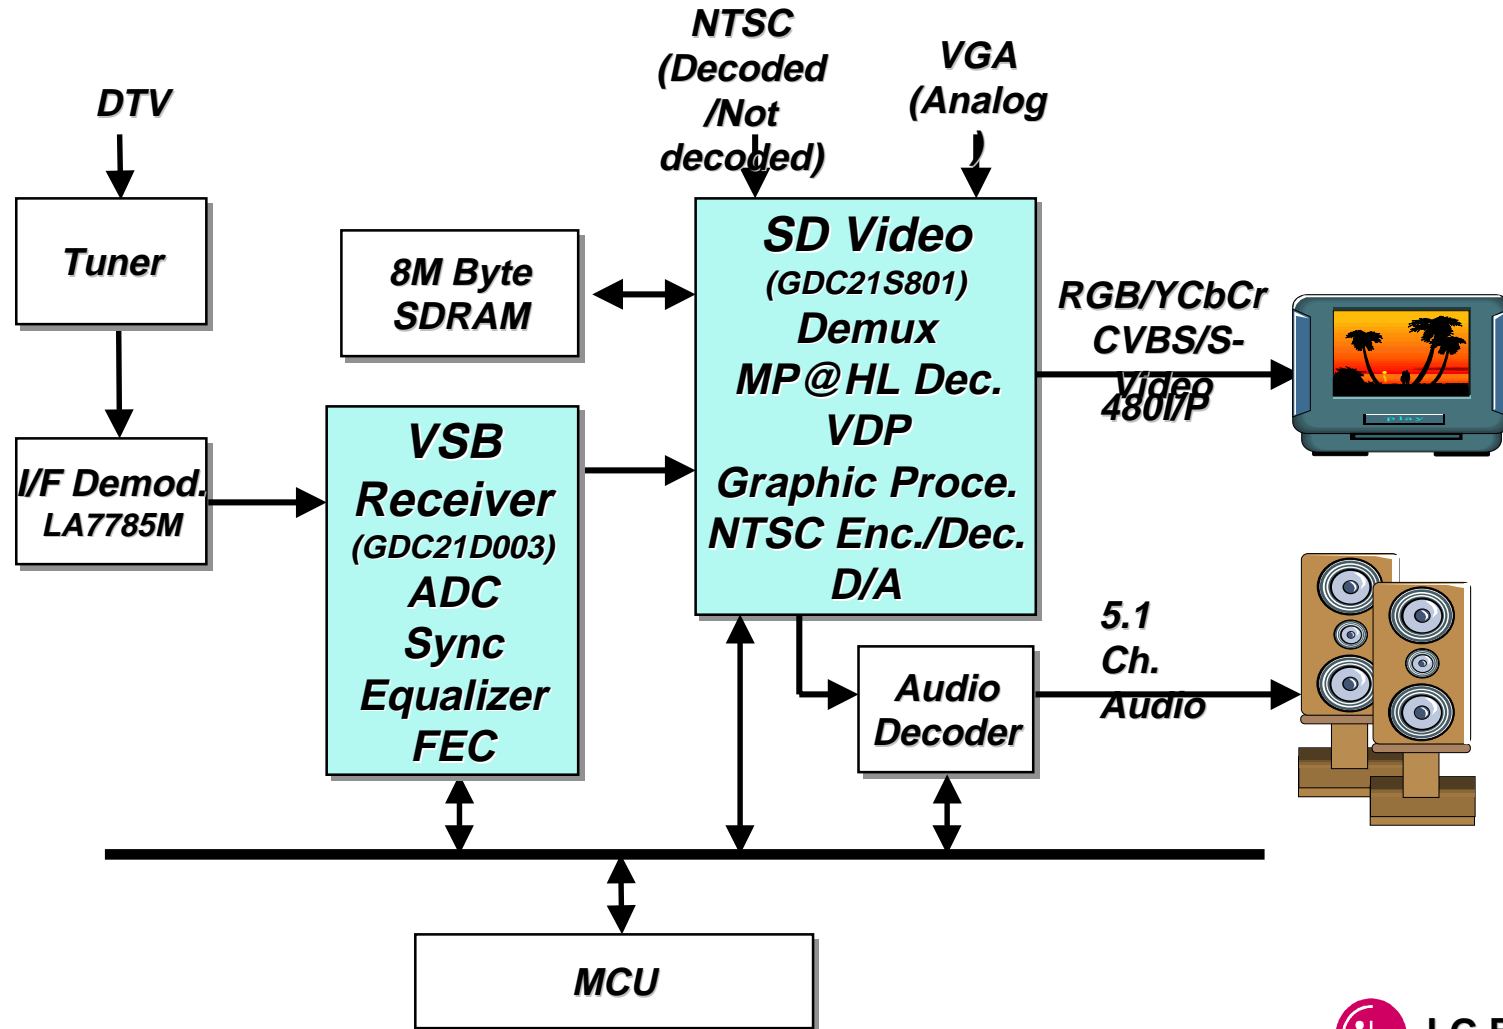 NTSC
(Decoded
/Not
decoded)
VGA
(Analog
)
DTV
Tuner
8M Byte
SDRAM
SD Video
(GDC21S801)
Demux
MP@HL Dec.
VDP
Graphic Proce.
NTSC Enc./Dec.
D/A
RGB/YCbCr
CVBS/S-
Video
480I/P
play
I/F Demod.
LA7785M
VSB
Receiver
(GDC21D003)
ADC
Sync
Equalizer
FEC
Audio
Decoder
5.1
Ch.
Audio
MCU